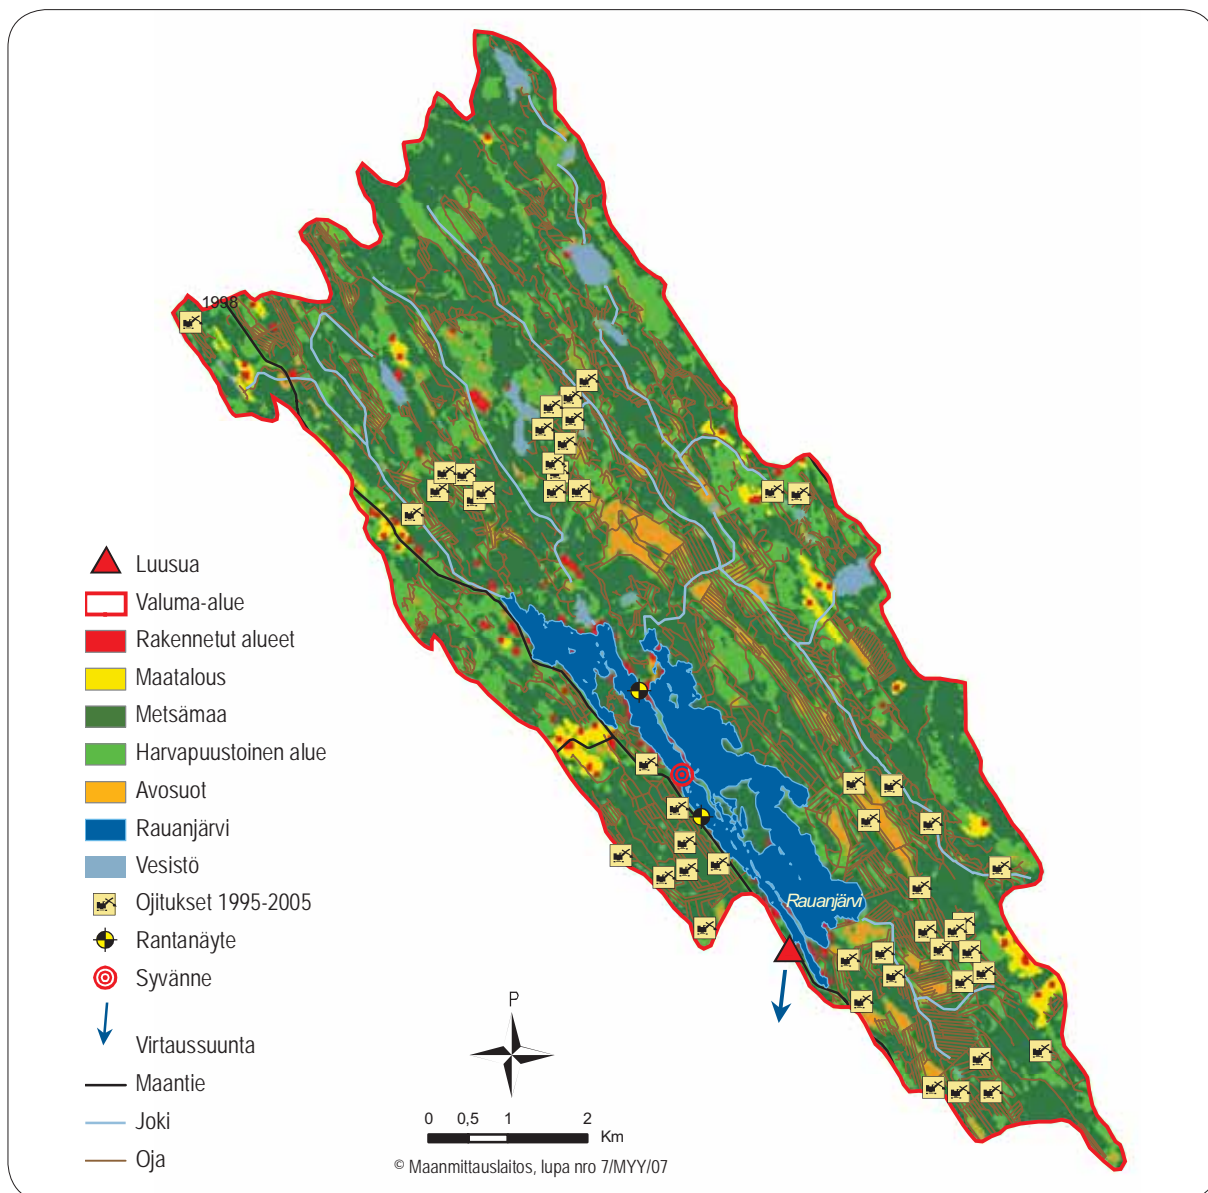 1998
Luusua
Valuma-alue
Rakennetut alueet
Maatalous
Metsämaa
Harvapuustoinen alue
Avosuot
Rauanjärvi
Vesistö
Ojitukset 1995-2005
Rantanäyte
Syvänne
Virtaussuunta
Maantie
Joki
Oja
Rauanjärvi
P
0 0,5 1 2
Km
© Maanmittauslaitos, lupa nro 7/MYY/07